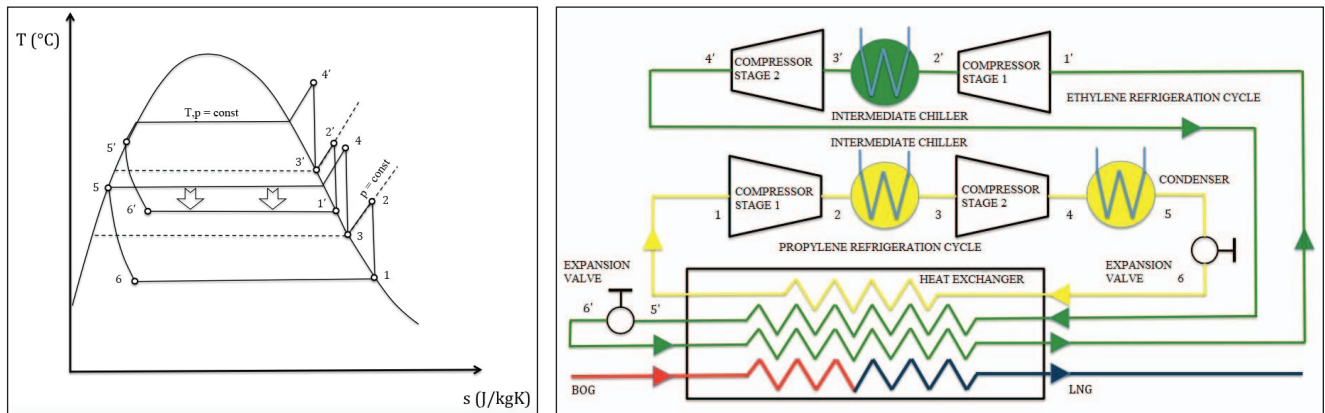 T (°C)
4'
T,p = const
5'
2'
4
3'
p = const
5
6'
1'
2
3
6
1
s (J/kgK)
4'
COMPRESSOR
STAGE 2
3'
2'
COMPRESSOR
STAGE 1
1'
INTERMEDIATE CHILLER
ETHYLENE REFRIGERATION CYCLE
INTERMEDIATE CHILLER
CONDENSER
1
COMPRESSOR
STAGE 1
2
3
COMPRESSOR
STAGE 2
4
5
PROPYLENE REFRIGERATION CYCLE
EXPANSION
VALVE
6
EXPANSION
VALVE
HEAT EXCHANGER
6'
5'
BOG
LNG